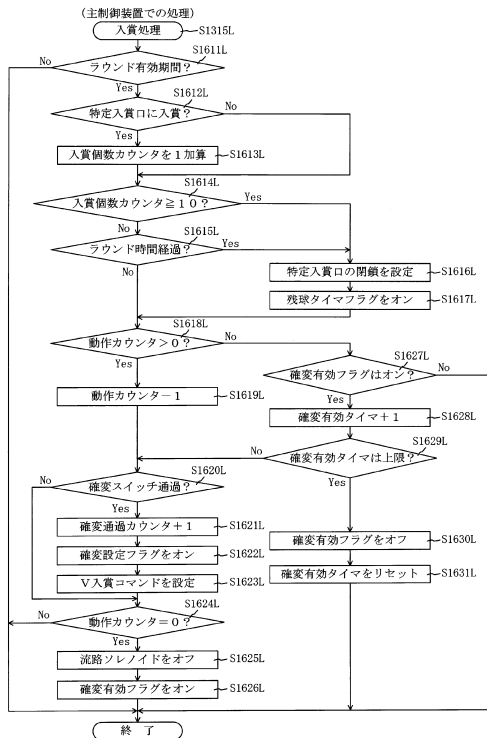 (主制御装置での処理)
入賞処理
S1315L
ラウンド有効期間?
S1611L
No
Yes
特定入賞口に入賞?
S1612L
No
Yes
入賞個数カウンタを1加算
S1613L
入賞個数カウンタ≧10?
S1614L
Yes
No
ラウンド時間経過?
S1615L
Yes
No
特定入賞口の閉鎖を設定
S1616L
残球タイマフラグをオン
S1617L
動作カウンタ>0?
S1618L
No
Yes
動作カウンター1
S1619L
確変有効フラグはオン?
S1627L
No
Yes
確変有効タイマ+1
S1628L
確変有効タイマは上限?
S1629L
No
Yes
確変スイッチ通過?
S1620L
No
Yes
確変通過カウンタ+1
S1621L
確変設定フラグをオン
S1622L
V入賞コマンドを設定
S1623L
確変有効フラグをオフ
S1630L
確変有効タイマをリセット
S1631L
動作カウンタ=0?
S1624L
No
Yes
流路ソレノイドをオフ
S1625L
確変有効フラグをオン
S1626L
終 了